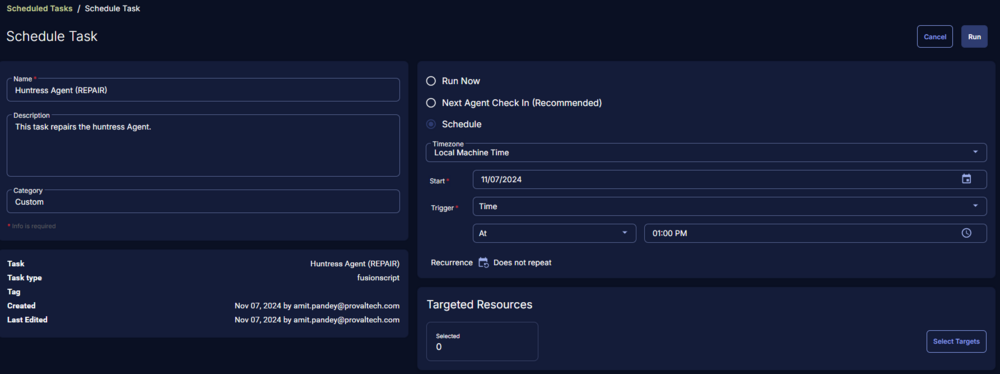 Scheduled Tasks / Schedule Task
Schedule Task
Cancel
Run
Name *
Huntress Agent (REPAIR)
Description
This task repairs the huntress Agent.
Category
Custom
* Info is required
Task Huntress Agent (REPAIR)
Task type fusionscript
Tag
Created Nov 07, 2024 by amit.pandey@provaltech.com
Last Edited Nov 07, 2024 by amit.pandey@provaltech.com
Run Now
Next Agent Check In (Recommended)
Schedule
Timezone
Local Machine Time
Start * 11/07/2024
Trigger * Time
At 01:00 PM
Recurrence Does not repeat
Targeted Resources
Selected
0
Select Targets